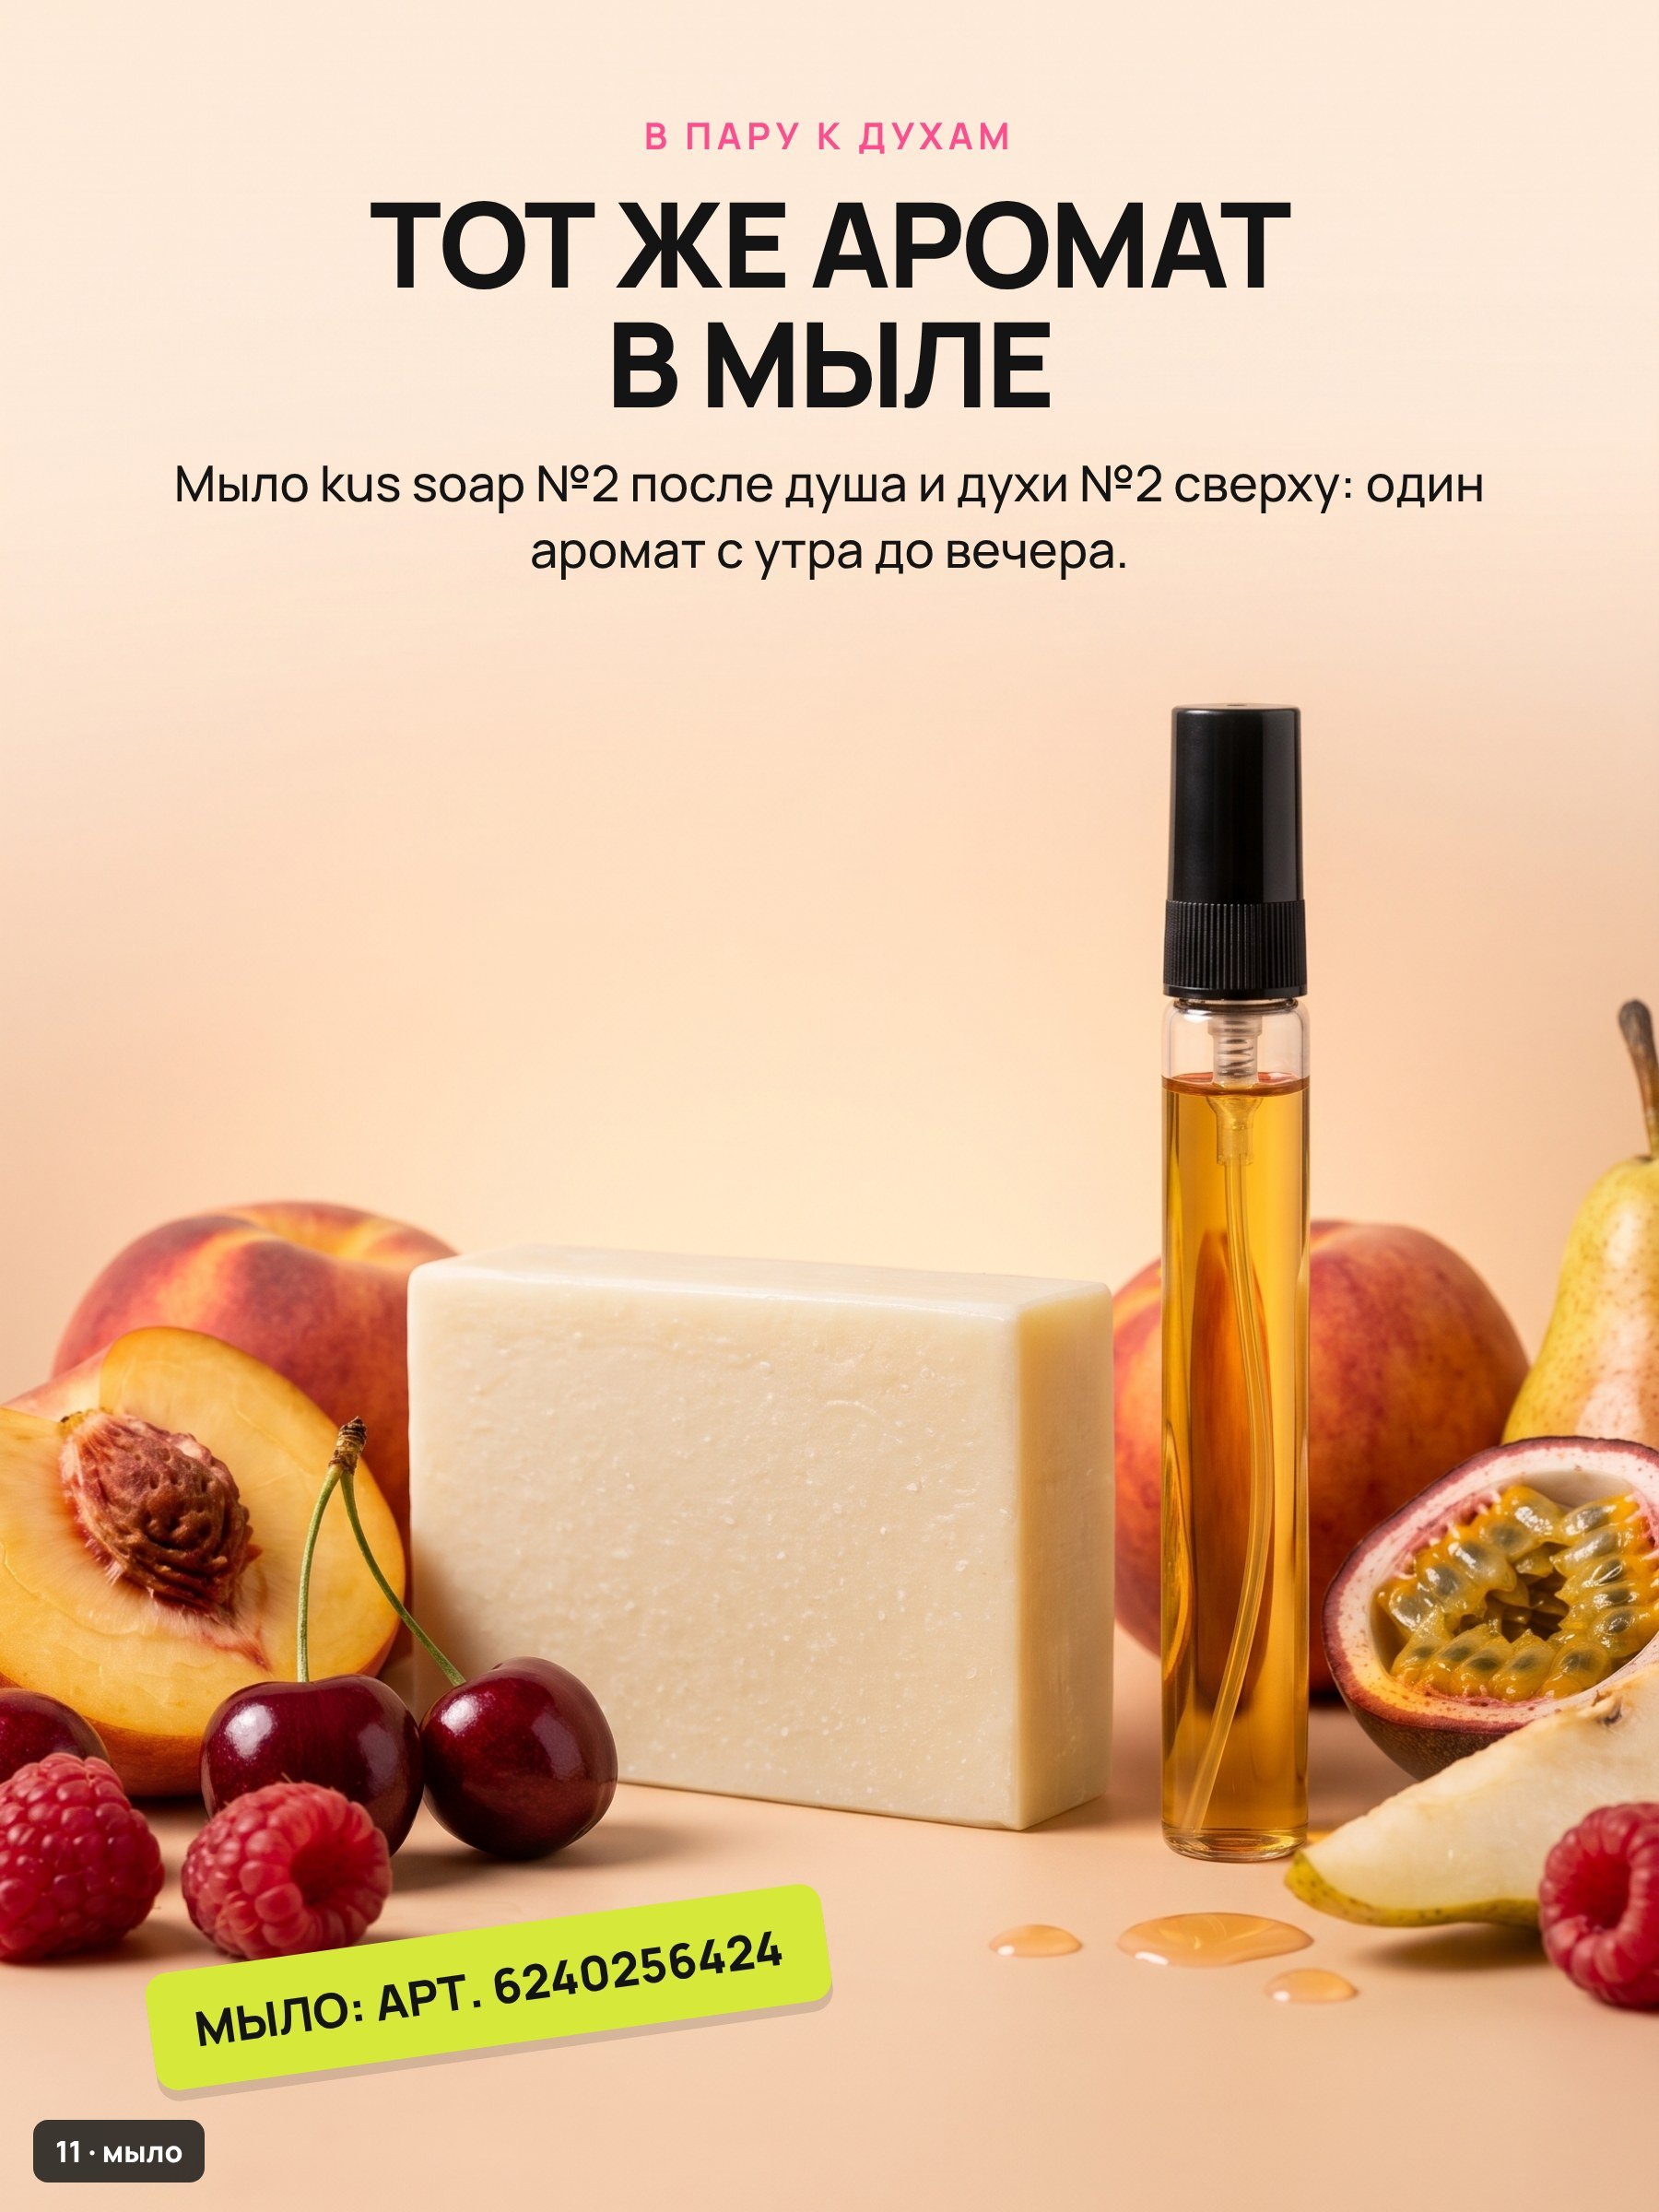 В ПАРУ К ДУХАМ
ТОТ ЖЕ АРОМАТ
В МЫЛЕ
Мыло kus soap №2 после душа и духи №2 сверху: один
аромат с утра до вечера.
МЫЛО: АРТ. 6240256424
11 · мыло